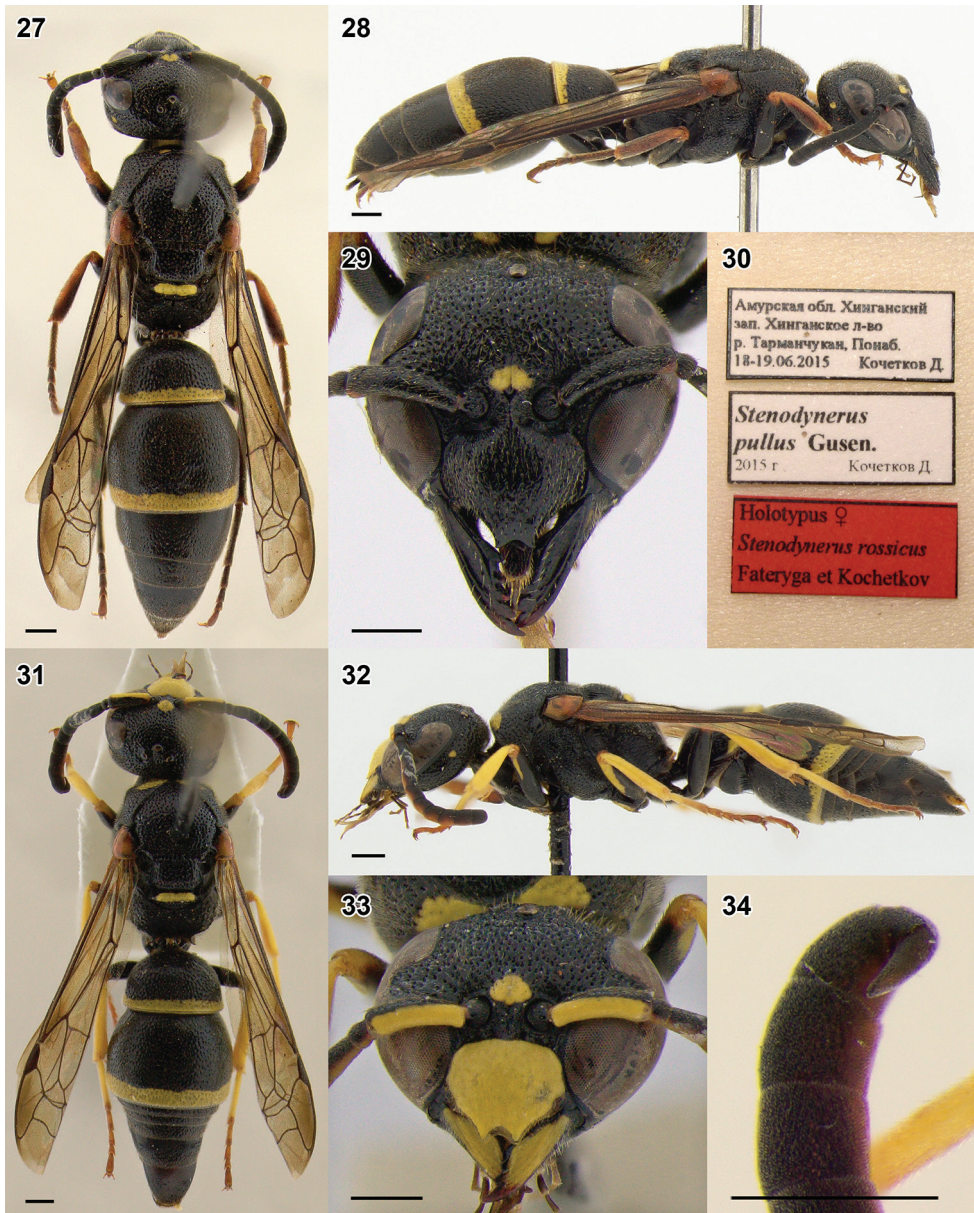 27
28
29
30
Амурская обл. Хинганский
зап. Хинганское л-во
р. Тарманчукан, Понаб.
18-19.06.2015 Кочетков Д.
Stenodynerus
pullus Gusen.
2015 г Кочетков Д.
Holotypus ♀
Stenodynerus rossicus
Fateryga et Kochetkov
31
32
33
34